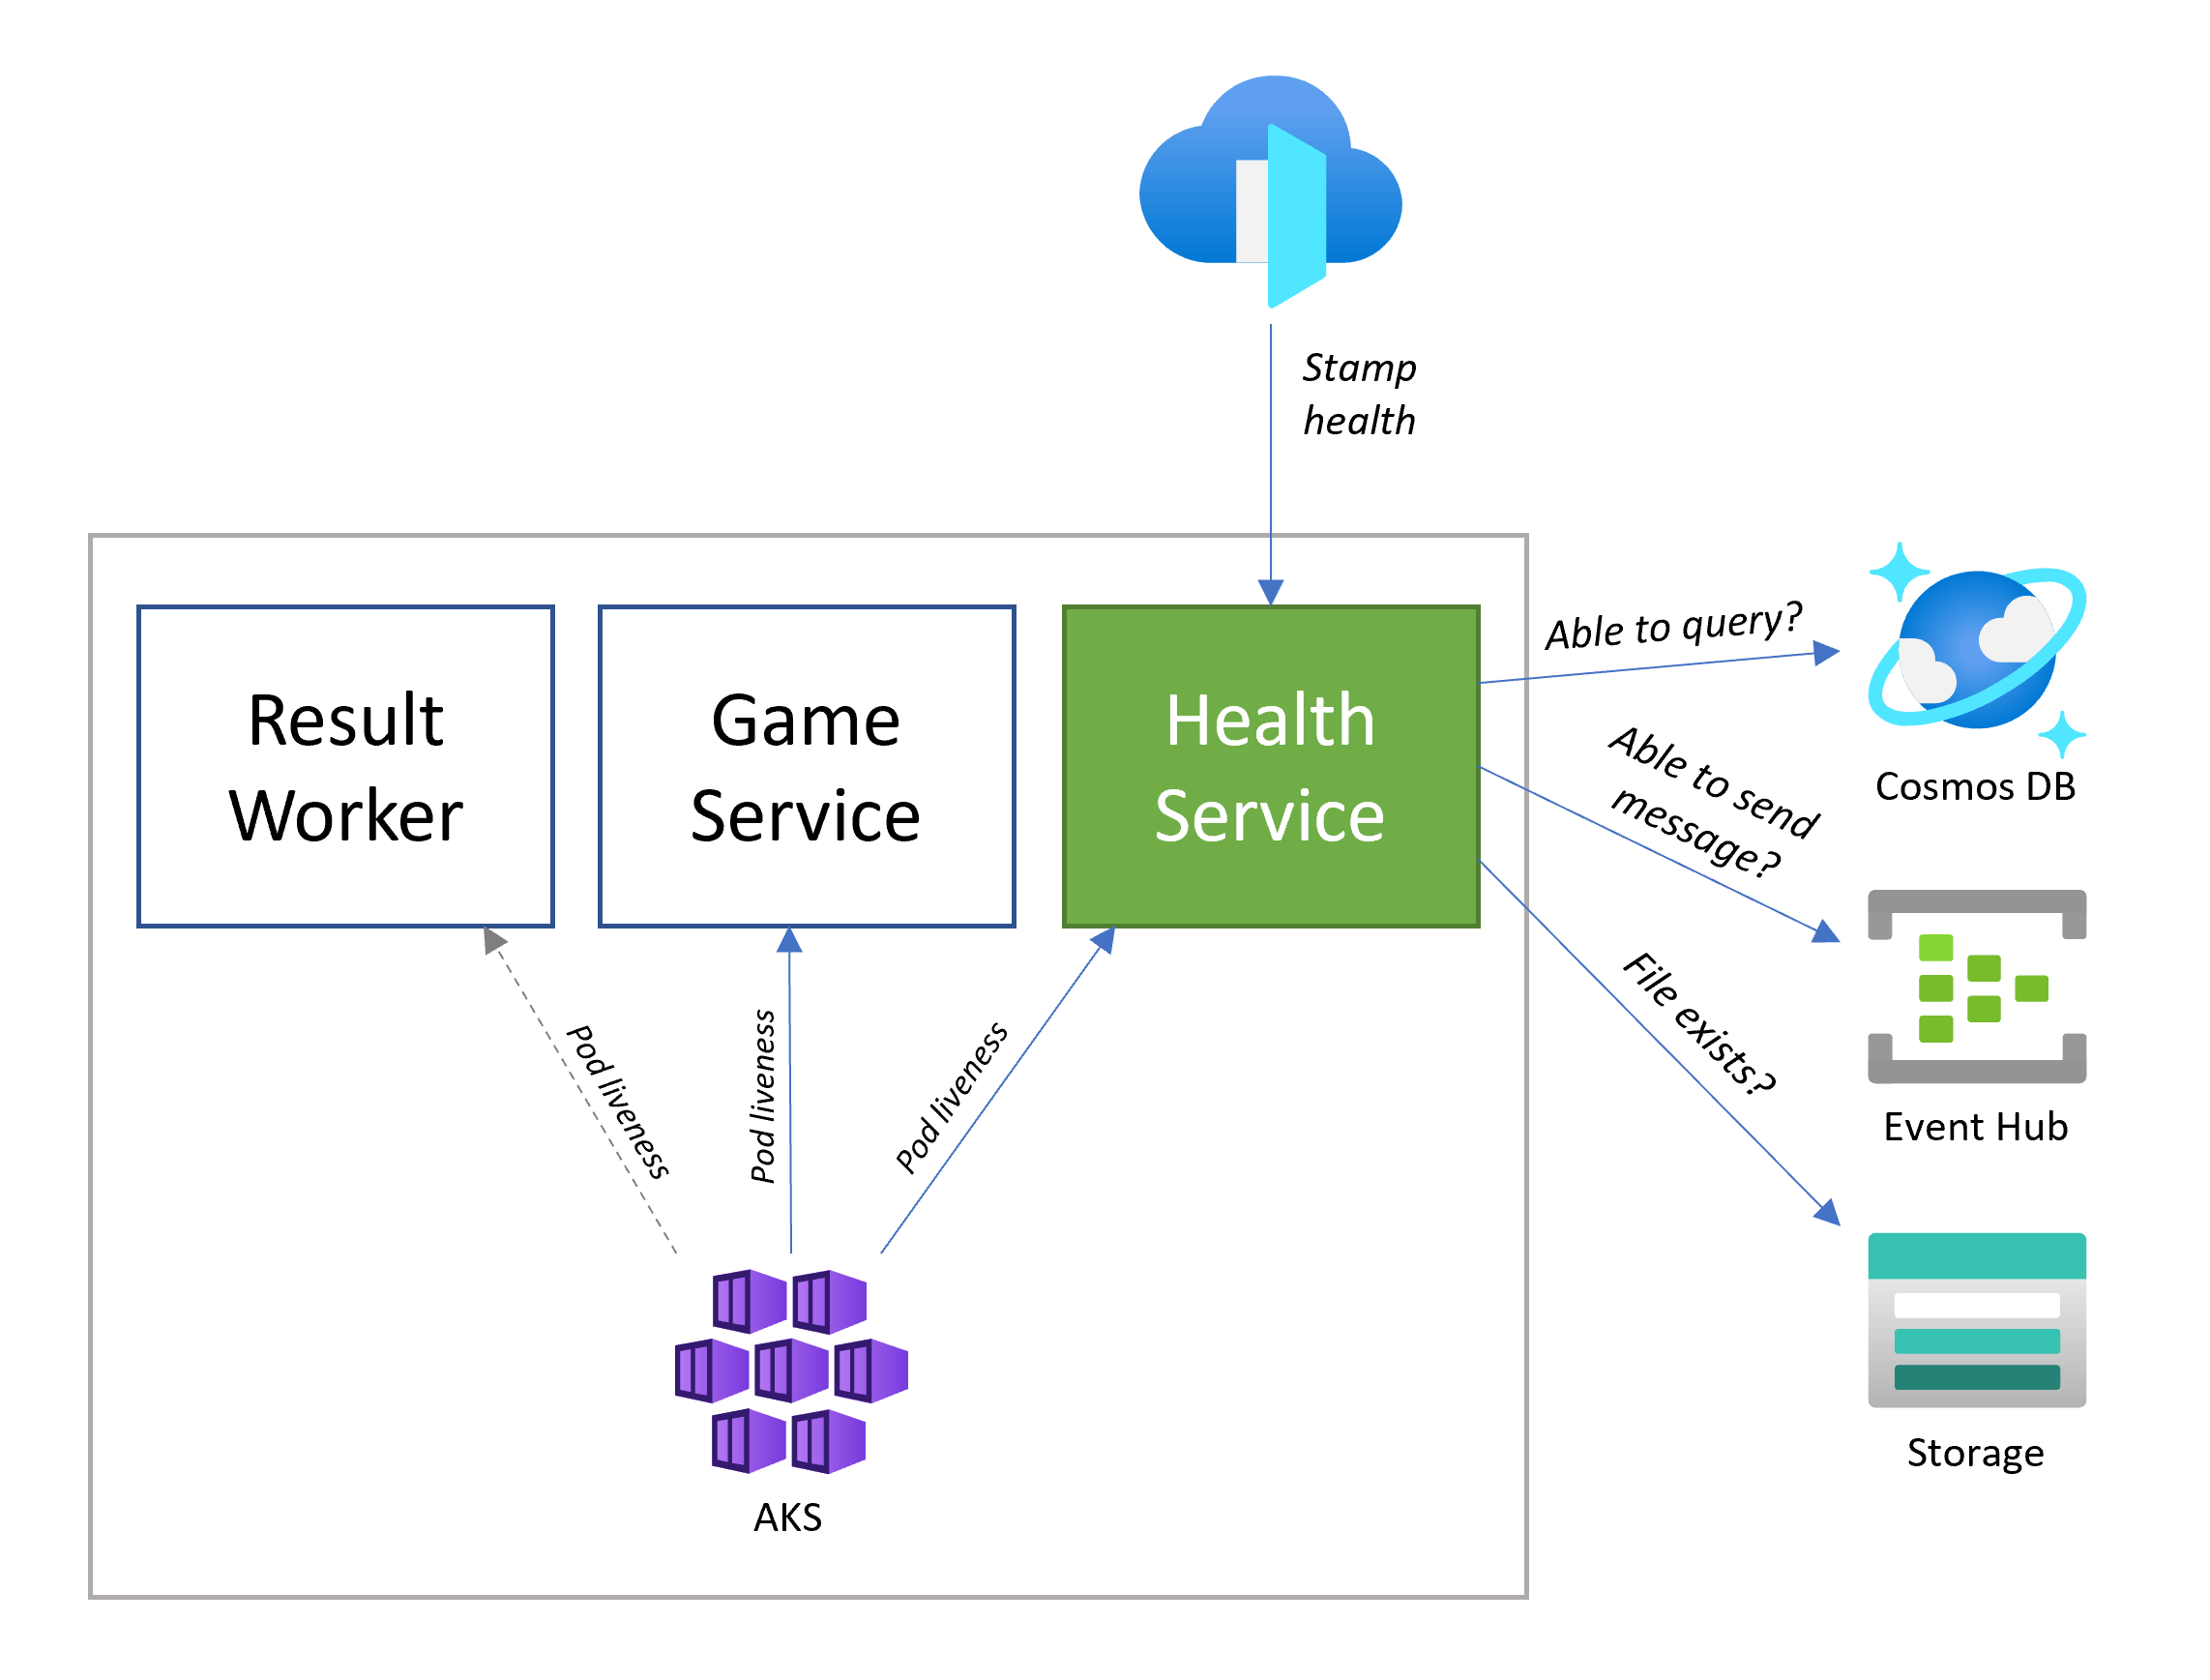 Stamp
health
Result
Worker
Game
Service
Health
Service
Able to query?
Able to send
message?
File exists?
Cosmos DB
Event Hub
Storage
Pod liveness
Pod liveness
Pod liveness
AKS